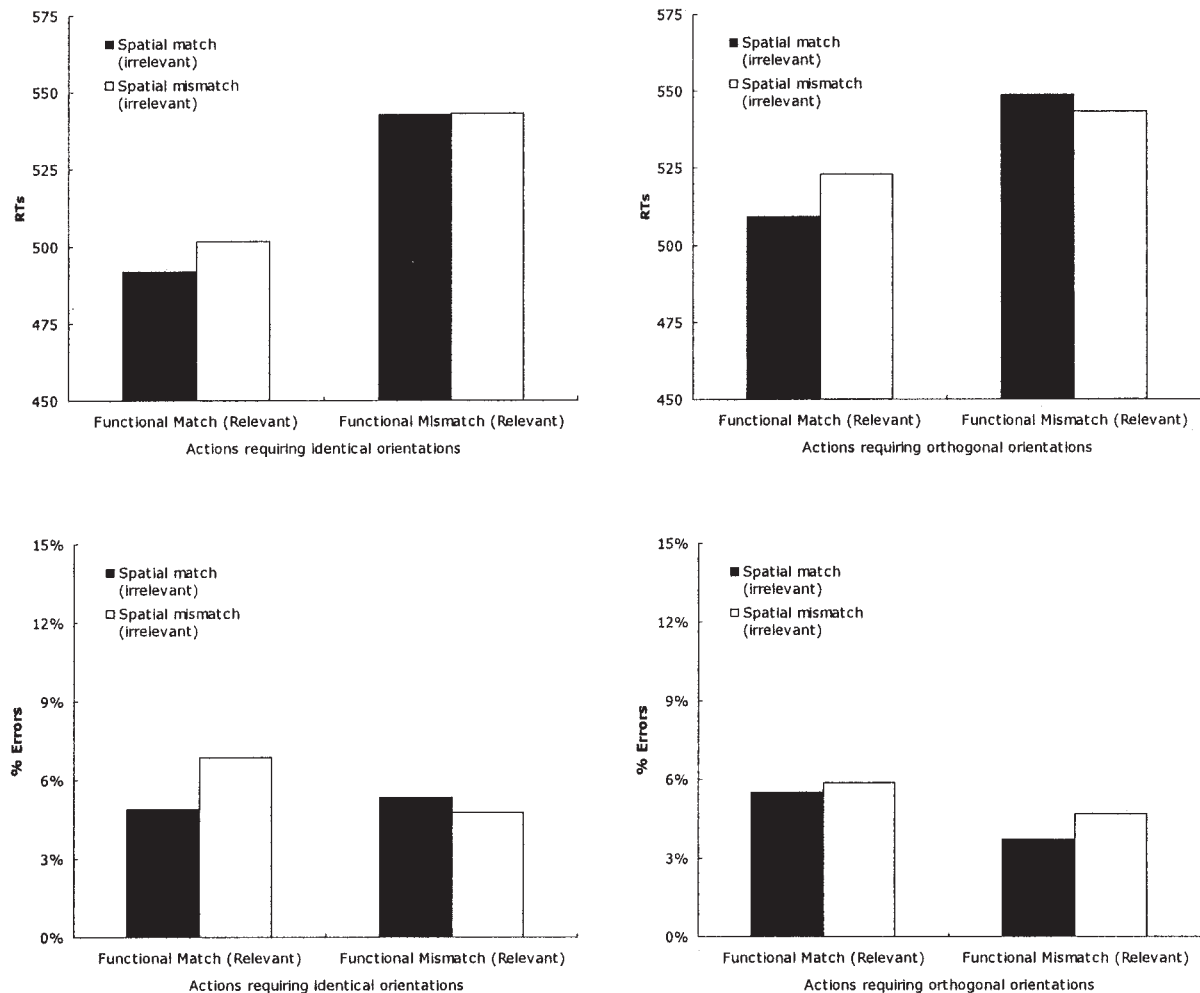 575
550
525
500
475
450
RTs
■ Spatial match
(irrelevant)
□ Spatial mismatch
(irrelevant)
Functional Match (Relevant) Functional Mismatch (Relevant)
Actions requiring identical orientations
575
550
525
500
475
450
RTs
■ Spatial match
(irrelevant)
□ Spatial mismatch
(irrelevant)
Functional Match (Relevant) Functional Mismatch (Relevant)
Actions requiring orthogonal orientations
15%
12%
9%
6%
3%
0%
% Errors
■ Spatial match
(irrelevant)
□ Spatial mismatch
(irrelevant)
Functional Match (Relevant) Functional Mismatch (Relevant)
Actions requiring identical orientations
15%
12%
9%
6%
3%
0%
% Errors
■ Spatial match
(irrelevant)
□ Spatial mismatch
(irrelevant)
Functional Match (Relevant) Functional Mismatch (Relevant)
Actions requiring orthogonal orientations